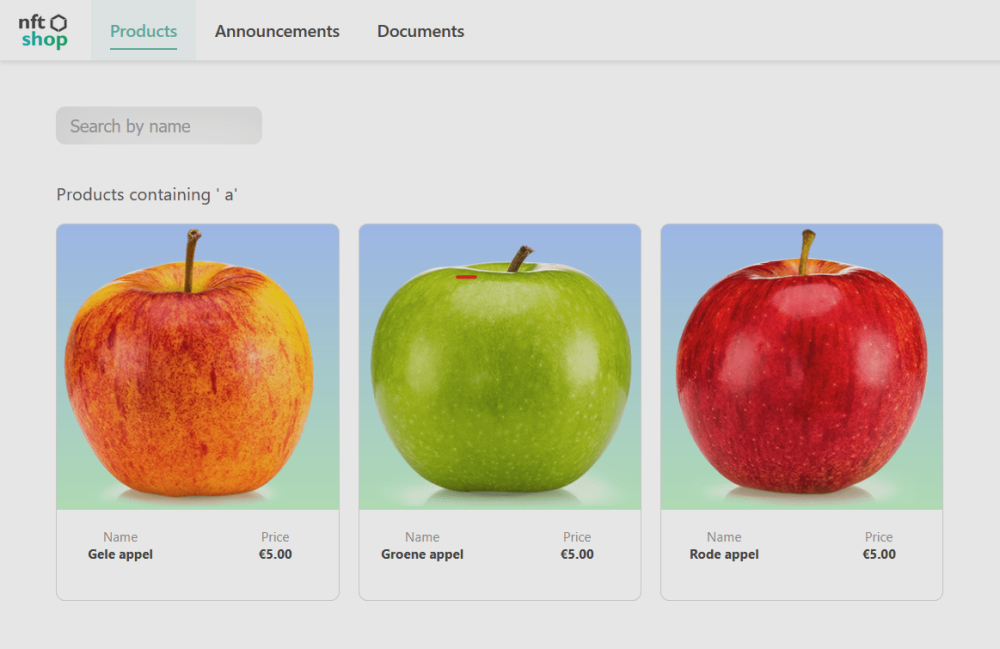 nft
shop
Products
Announcements
Documents
Search by name
Products containing ' a'
Name Price
Gele appel €5.00
Name Price
Groene appel €5.00
Name Price
Rode appel €5.00